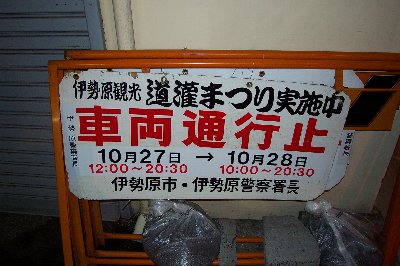 伊勢原観光 道灌まつり実施中
車両通行止
10月27日 → 10月28日
12:00〜20:30 10:00〜20:30
伊勢原市・伊勢原警察署長